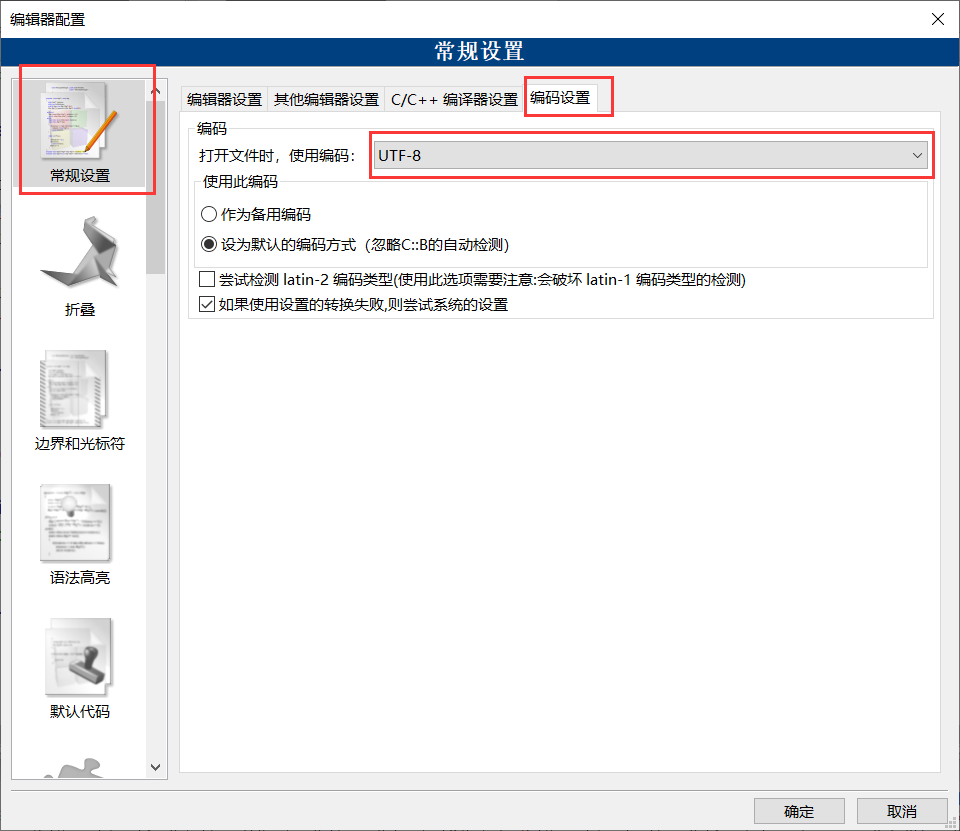 编辑器配置
常规设置
常规设置
折叠
边界和光标符
语法高亮
默认代码
编辑器设置
其他编辑器设置
C/C++ 编译器设置
编码设置
编码
打开文件时，使用编码：
UTF-8
使用此编码
作为备用编码
设为默认的编码方式（忽略C::B的自动检测）
尝试检测 latin-2 编码类型(使用此选项需要注意:会破坏 latin-1 编码类型的检测)
如果使用设置的转换失败,则尝试系统的设置
确定
取消